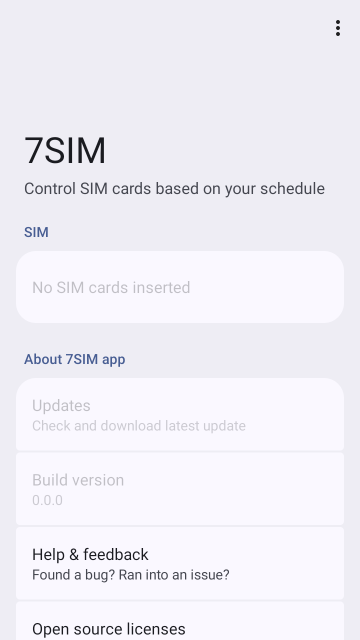 7SIM
Control SIM cards based on your schedule
SIM
No SIM cards inserted
About 7SIM app
Updates
Check and download latest update
Build version
0.0.0
Help & feedback
Found a bug? Ran into an issue?
Open source licenses